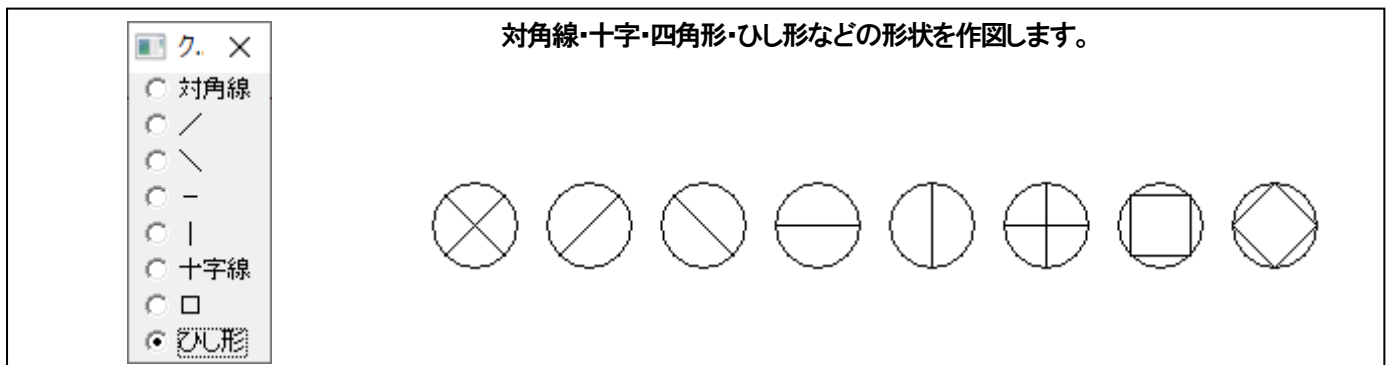 対角線・十字・四角形・ひし形などの形状を作図します。
ク..
対角線
／
＼
−
｜
十字線
□
ひし形